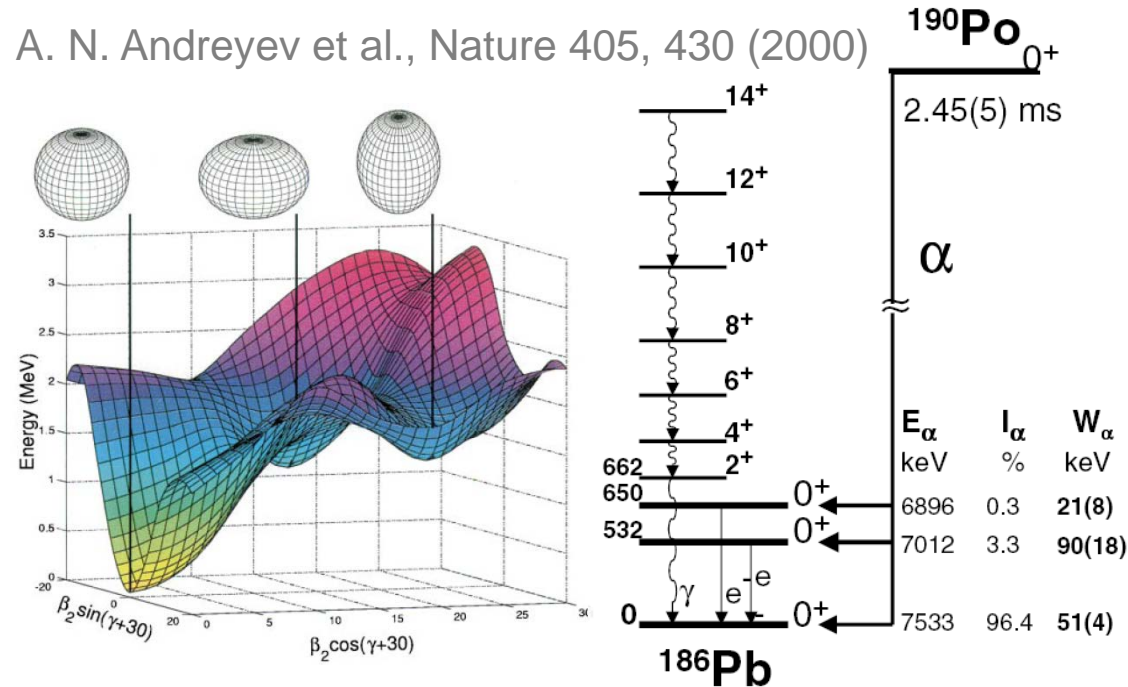 A. N. Andreyev et al., Nature 405, 430 (2000)
3.5
3
2.5
2
1.5
1
0.5
0
Energy (MeV)
-20
0
20
β₂sin(γ+30)
0
5
10
15
20
25
30
β₂cos(γ+30)
¹⁹⁰Po
0⁺
2.45(5) ms
α
14⁺
12⁺
10⁺
8⁺
6⁺
4⁺
662 2⁺
650 0⁺
532 0⁺
γ e⁻ e⁻
0 0⁺
¹⁸⁶Pb
Eα Iα Wα
keV % keV
6896 0.3 21(8)
7012 3.3 90(18)
7533 96.4 51(4)